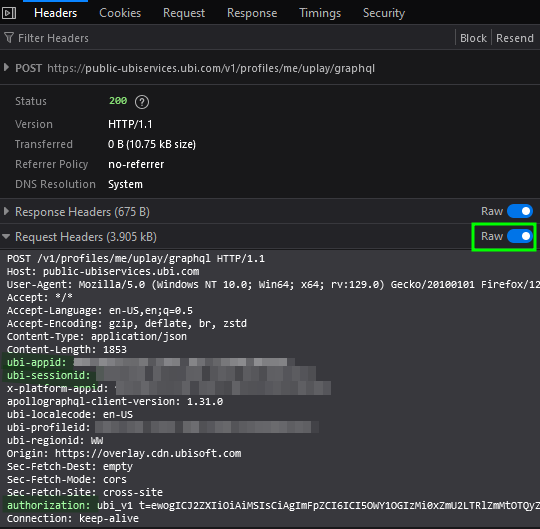 Headers Cookies Request Response Timings Security
Filter Headers Block Resend
POST https://public-ubiservices.ubi.com/v1/profiles/me/uplay/graphql
Status 200 ?
Version HTTP/1.1
Transferred 0 B (10.75 kB size)
Referrer Policy no-referrer
DNS Resolution System
Response Headers (675 B) Raw
Request Headers (3.905 kB) Raw
POST /v1/profiles/me/uplay/graphql HTTP/1.1
Host: public-ubiservices.ubi.com
User-Agent: Mozilla/5.0 (Windows NT 10.0; Win64; x64; rv:129.0) Gecko/20100101 Firefox/12
Accept: */*
Accept-Language: en-US,en;q=0.5
Accept-Encoding: gzip, deflate, br, zstd
Content-Type: application/json
Content-Length: 1853
ubi-appid:
ubi-sessionid:
x-platform-appid:
apollographql-client-version: 1.31.0
ubi-localecode: en-US
ubi-profileid:
ubi-regionid: WW
Origin: https://overlay.cdn.ubisoft.com
Sec-Fetch-Dest: empty
Sec-Fetch-Mode: cors
Sec-Fetch-Site: cross-site
authorization: ubi_v1
Connection: keep-alive